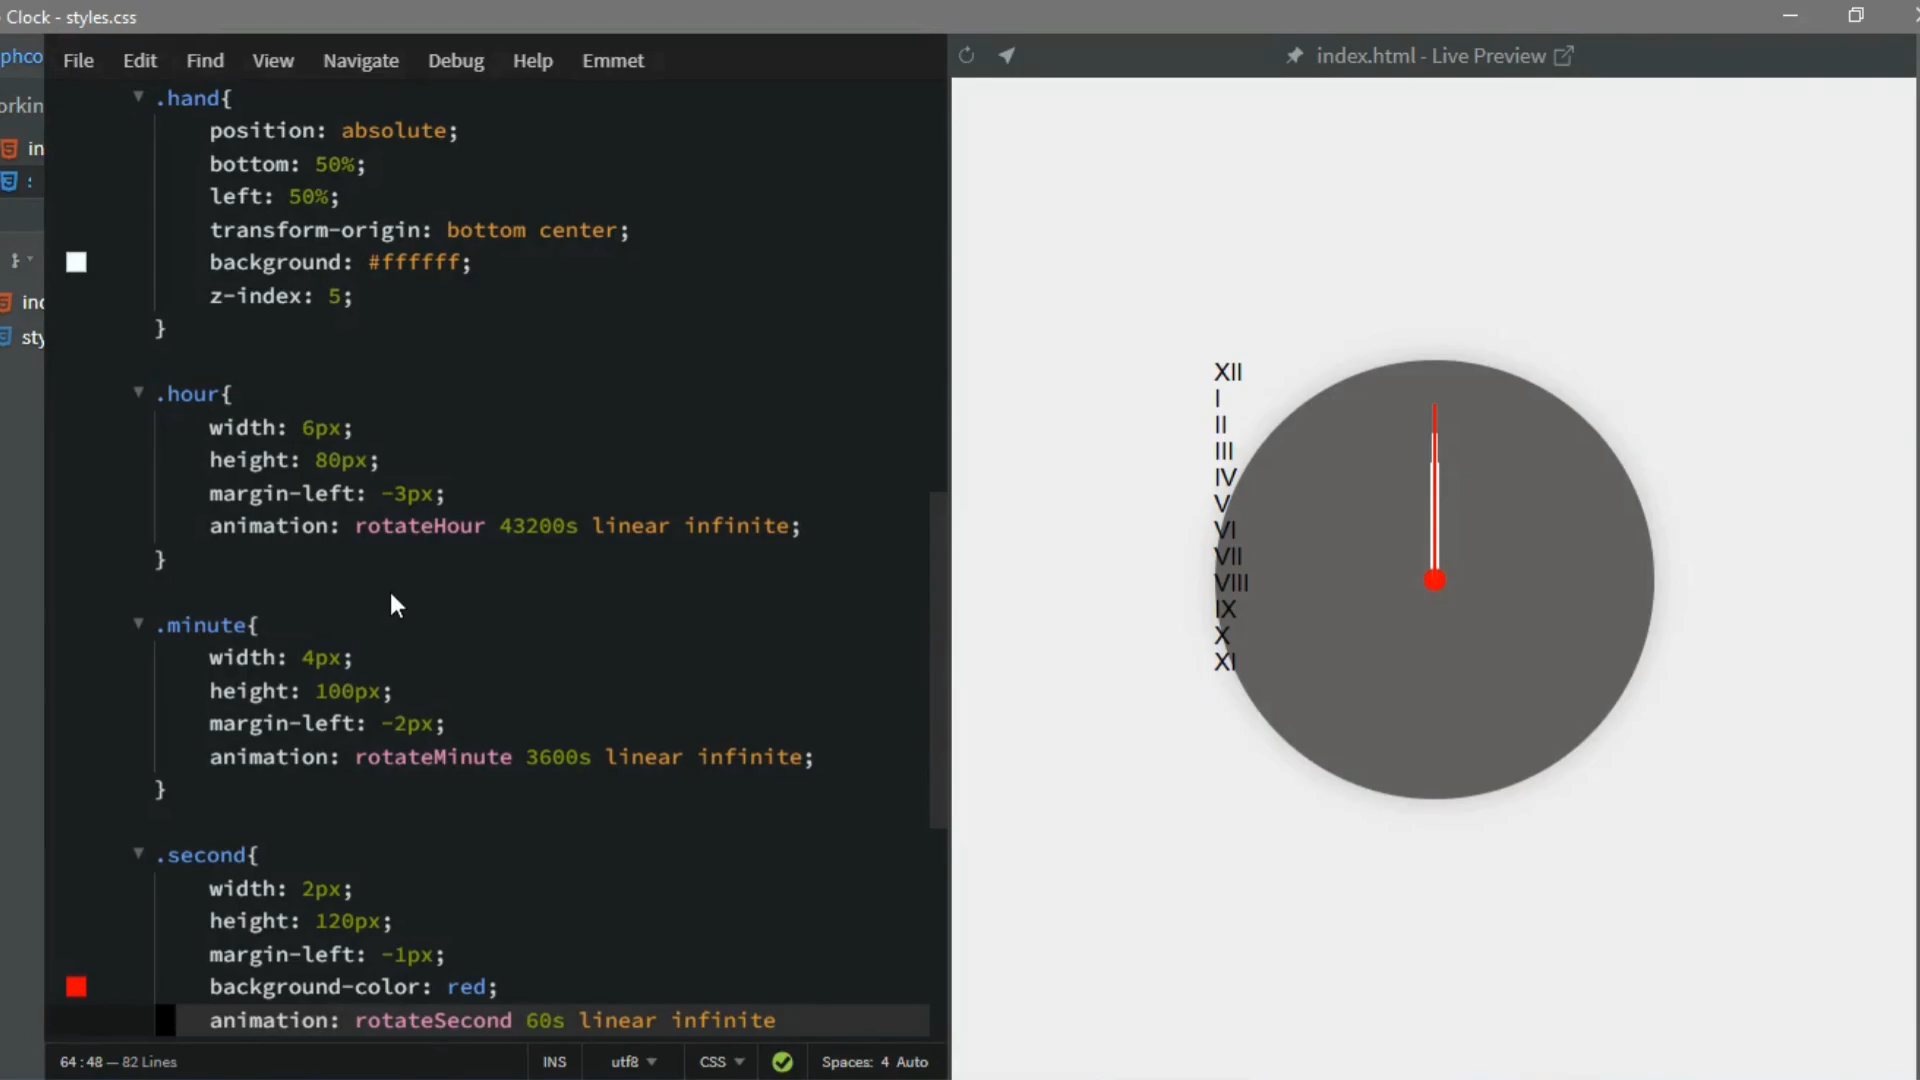 Clock - styles.css
File Edit Find View Navigate Debug Help Emmet
index.html - Live Preview
phco
orkin
in
:
inc
sty
.hand{
position: absolute;
bottom: 50%;
left: 50%;
transform-origin: bottom center;
background: #ffffff;
z-index: 5;
}
.hour{
width: 6px;
height: 80px;
margin-left: -3px;
animation: rotateHour 43200s linear infinite;
}
.minute{
width: 4px;
height: 100px;
margin-left: -2px;
animation: rotateMinute 3600s linear infinite;
}
.second{
width: 2px;
height: 120px;
margin-left: -1px;
background-color: red;
animation: rotateSecond 60s linear infinite
64:48 — 82 Lines INS utf8 CSS Spaces: 4 Auto
XII
I
II
III
IV
V
VI
VII
VIII
IX
X
XI